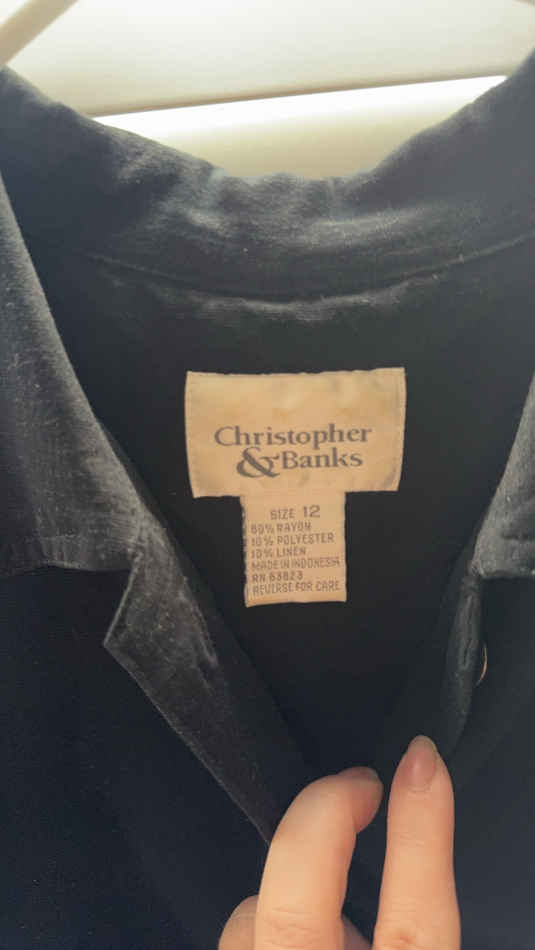 Christopher
& Banks
SIZE 12
80% RAYON
10% POLYESTER
10% LINEN
MADE IN INDONESIA
RN 63823
REVERSE FOR CARE